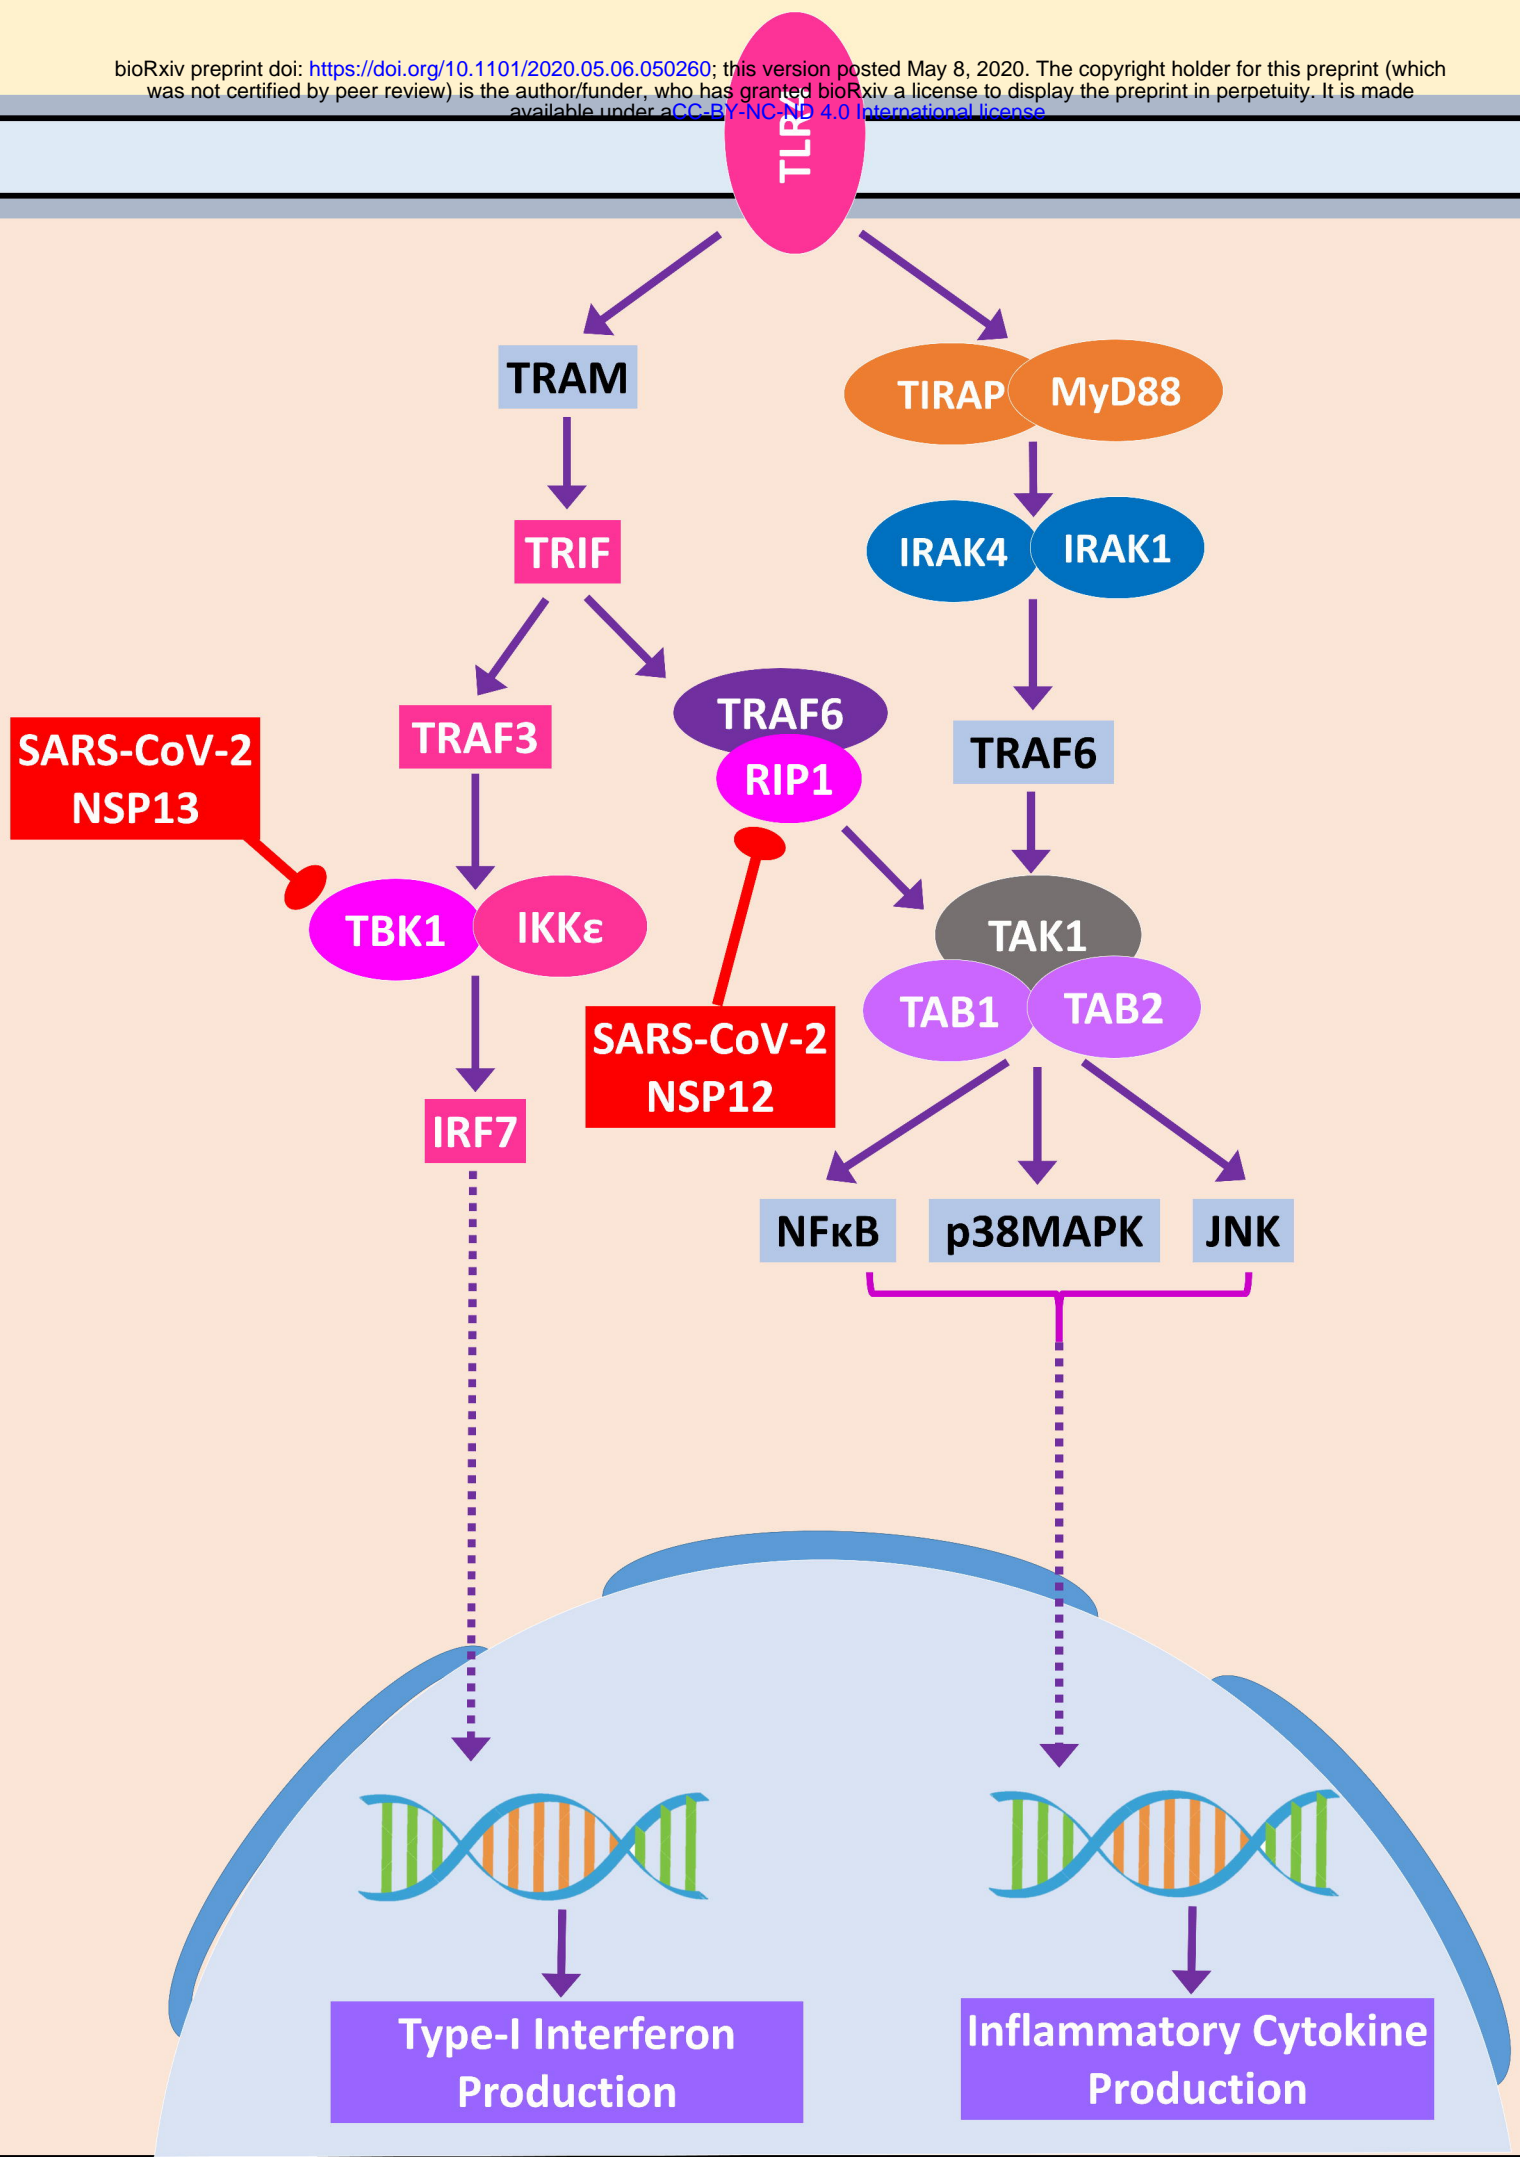 bioRxiv preprint doi: https://doi.org/10.1101/2020.05.06.050260; this version posted May 8, 2020. The copyright holder for this preprint (which
was not certified by peer review) is the author/funder, who has granted bioRxiv a license to display the preprint in perpetuity. It is made
available under aCC-BY-NC-ND 4.0 International license
TLR4
TRAM
TIRAP
MyD88
TRIF
IRAK4
IRAK1
TRAF3
TRAF6
RIP1
TRAF6
SARS-CoV-2
NSP13
TBK1
IKKε
TAK1
TAB1
TAB2
SARS-CoV-2
NSP12
IRF7
NFκB
p38MAPK
JNK
Type-I Interferon
Production
Inflammatory Cytokine
Production